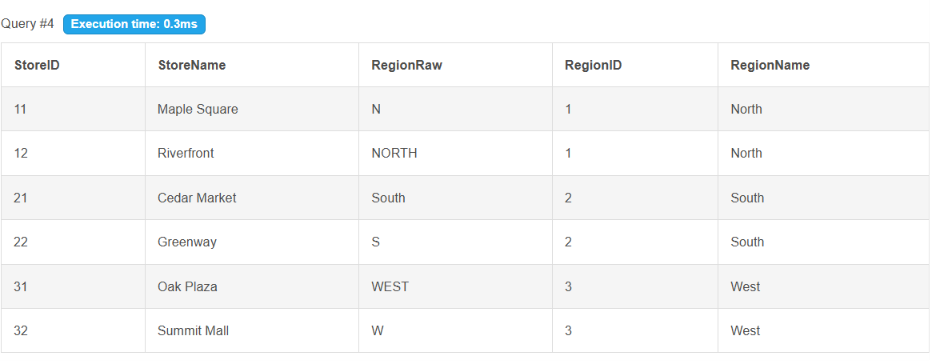 Query #4 Execution time: 0.3ms
StoreID StoreName RegionRaw RegionID RegionName
11 Maple Square N 1 North
12 Riverfront NORTH 1 North
21 Cedar Market South 2 South
22 Greenway S 2 South
31 Oak Plaza WEST 3 West
32 Summit Mall W 3 West